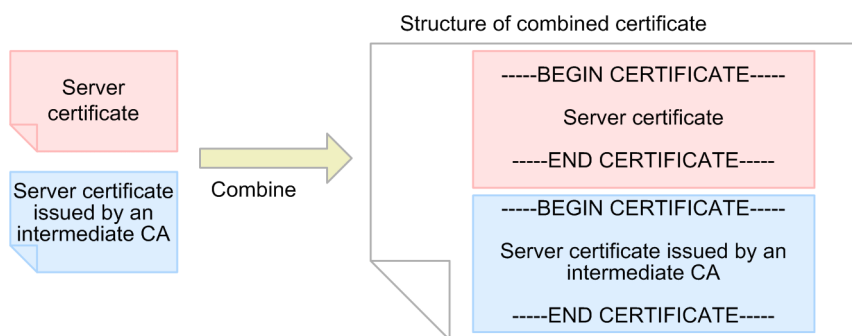 Structure of combined certificate
Server
certificate
Server certificate
issued by an
intermediate CA
Combine
-----BEGIN CERTIFICATE-----
Server certificate
-----END CERTIFICATE-----
-----BEGIN CERTIFICATE-----
Server certificate issued by an
intermediate CA
-----END CERTIFICATE-----